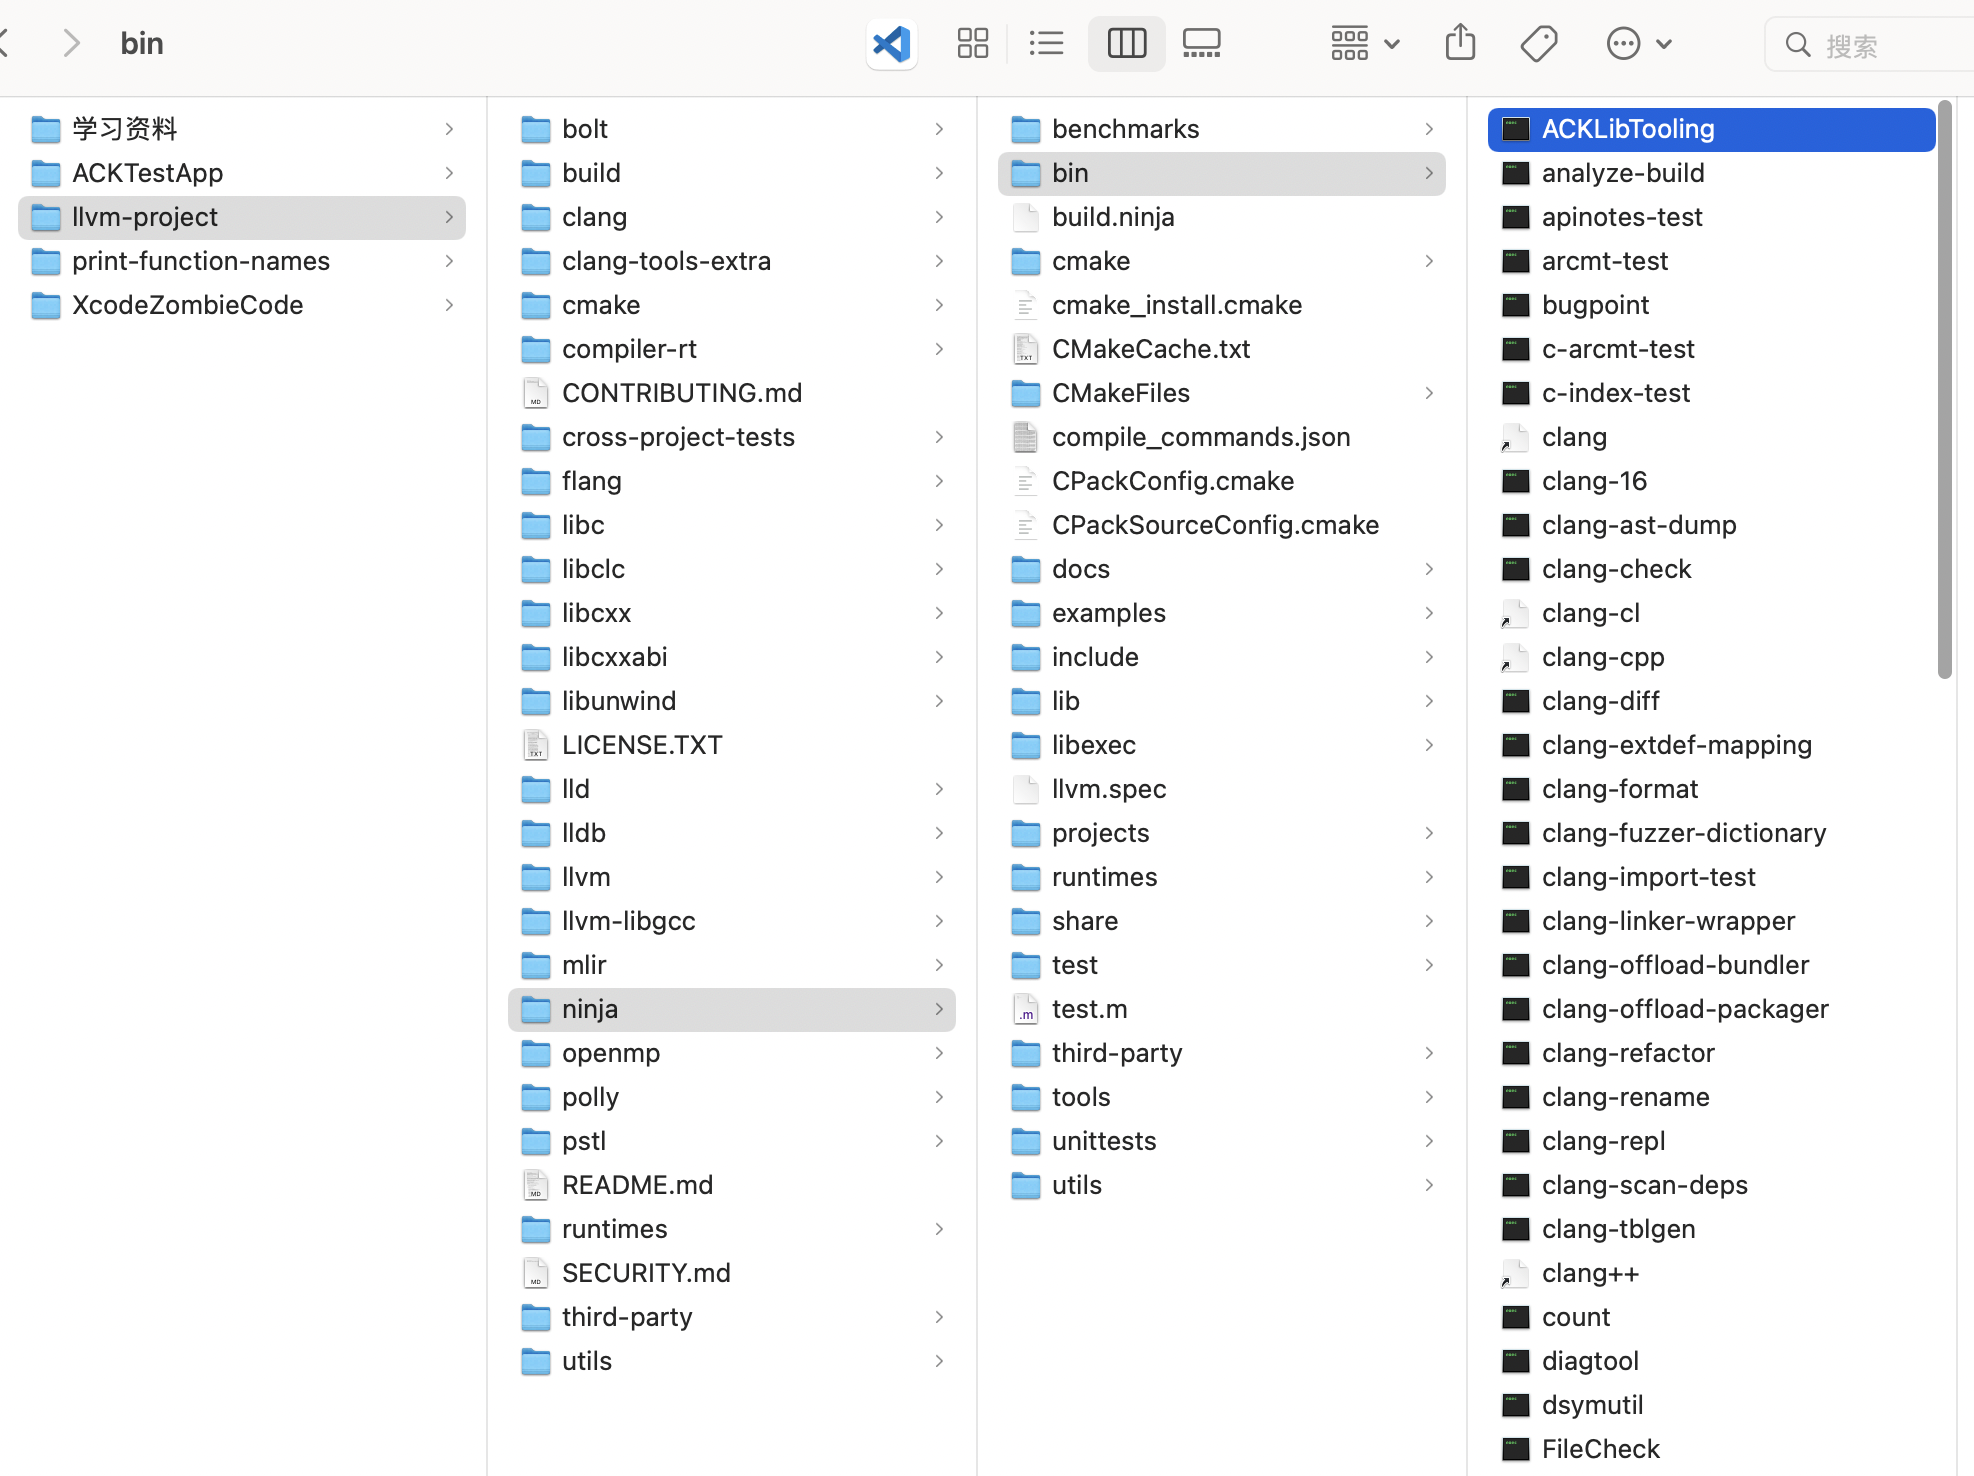 bin
搜索
学习资料
ACKTestApp
llvm-project
print-function-names
XcodeZombieCode
bolt
build
clang
clang-tools-extra
cmake
compiler-rt
CONTRIBUTING.md
cross-project-tests
flang
libc
libclc
libcxx
libcxxabi
libunwind
LICENSE.TXT
lld
lldb
llvm
llvm-libgcc
mlir
ninja
openmp
polly
pstl
README.md
runtimes
SECURITY.md
third-party
utils
benchmarks
bin
build.ninja
cmake
cmake_install.cmake
CMakeCache.txt
CMakeFiles
compile_commands.json
CPackConfig.cmake
CPackSourceConfig.cmake
docs
examples
include
lib
libexec
llvm.spec
projects
runtimes
share
test
test.m
third-party
tools
unittests
utils
ACKLibTooling
analyze-build
apinotes-test
arcmt-test
bugpoint
c-arcmt-test
c-index-test
clang
clang-16
clang-ast-dump
clang-check
clang-cl
clang-cpp
clang-diff
clang-extdef-mapping
clang-format
clang-fuzzer-dictionary
clang-import-test
clang-linker-wrapper
clang-offload-bundler
clang-offload-packager
clang-refactor
clang-rename
clang-repl
clang-scan-deps
clang-tblgen
clang++
count
diagtool
dsymutil
FileCheck